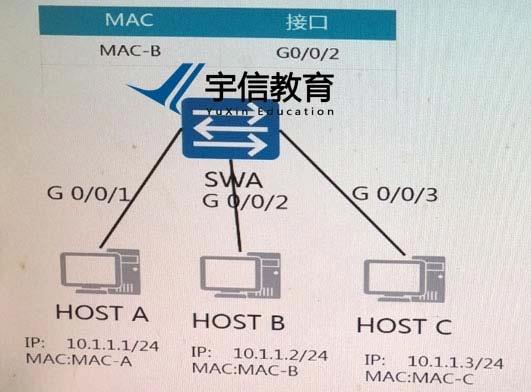 MAC 接口
MAC-B G0/0/2
宇信教育
YuXin Education
SWA
G 0/0/1 G 0/0/2 G 0/0/3
HOST A HOST B HOST C
IP: 10.1.1.1/24 IP: 10.1.1.2/24 IP: 10.1.1.3/24
MAC:MAC-A MAC:MAC-B MAC:MAC-C